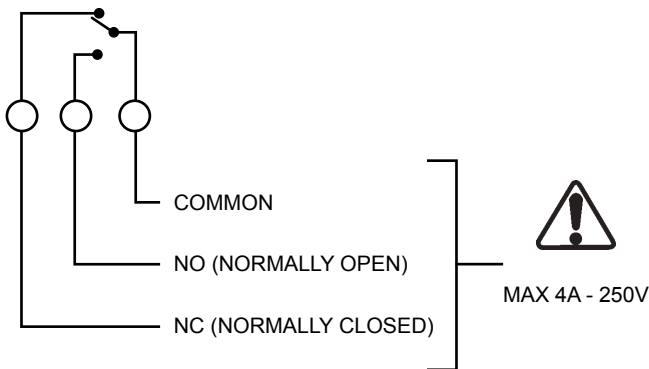 COMMON
NO (NORMALLY OPEN)
MAX 4A - 250V
NC (NORMALLY CLOSED)